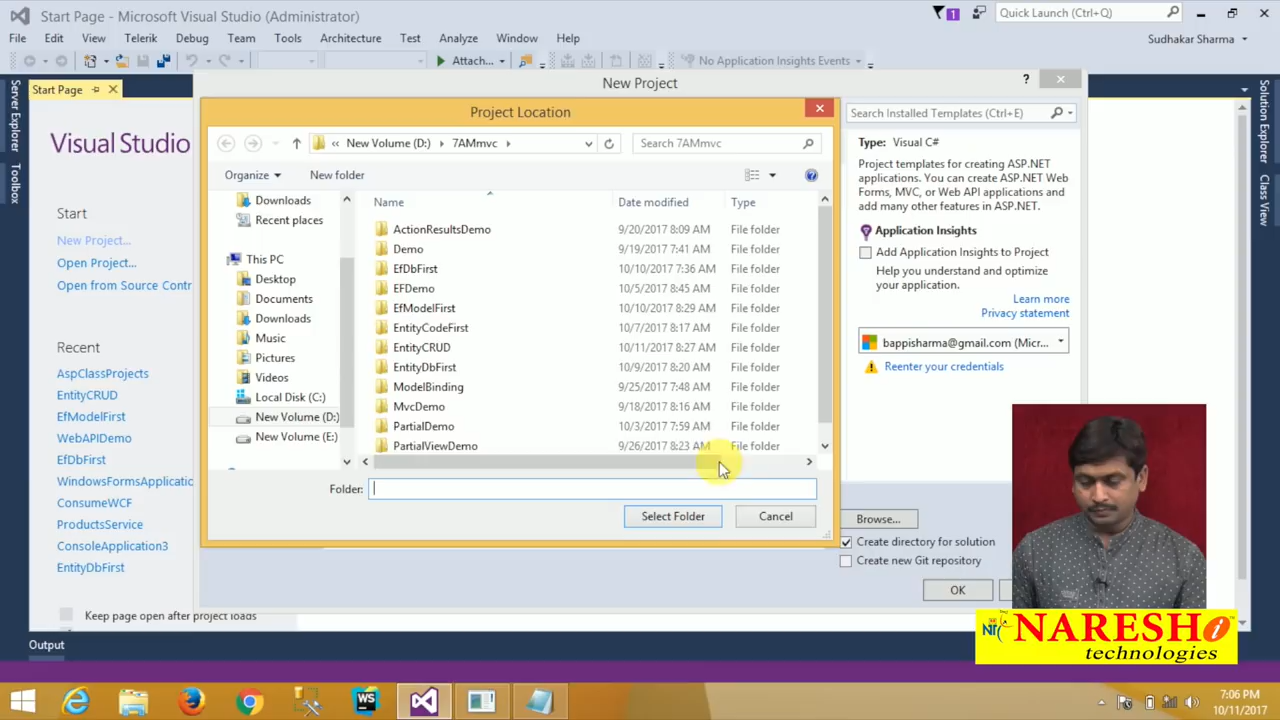 Start Page - Microsoft Visual Studio (Administrator)
1
Quick Launch (Ctrl+Q)
File Edit View Telerik Debug Team Tools Architecture Test Analyze Window Help
Sudhakar Sharma
Attach...
No Application Insights Events
Server Explorer
Toolbox
Solution Explorer
Class View
Start Page
New Project
?
Visual Studio
Start
New Project...
Open Project...
Open from Source Contr
Recent
AspClassProjects
EntityCRUD
EfModelFirst
WebAPIDemo
EfDbFirst
WindowsFormsApplicatio
ConsumeWCF
ProductsService
ConsoleApplication3
EntityDbFirst
Keep page open after project loads
Output
Project Location
« New Volume (D:) 7AMmvc
Search 7AMmvc
Organize New folder
Downloads
Recent places
This PC
Desktop
Documents
Downloads
Music
Pictures
Videos
Local Disk (C:)
New Volume (D:)
New Volume (E:)
Name Date modified Type
ActionResultsDemo 9/20/2017 8:09 AM File folder
Demo 9/19/2017 7:41 AM File folder
EfDbFirst 10/10/2017 7:36 AM File folder
EFDemo 10/5/2017 8:45 AM File folder
EfModelFirst 10/10/2017 8:29 AM File folder
EntityCodeFirst 10/7/2017 8:17 AM File folder
EntityCRUD 10/11/2017 8:27 AM File folder
EntityDbFirst 10/9/2017 8:20 AM File folder
ModelBinding 9/25/2017 7:48 AM File folder
MvcDemo 9/18/2017 8:16 AM File folder
PartialDemo 10/3/2017 7:59 AM File folder
PartialViewDemo 9/26/2017 8:23 AM File folder
Folder:
Select Folder Cancel
Search Installed Templates (Ctrl+E)
Type: Visual C#
Project templates for creating ASP.NET
applications. You can create ASP.NET Web
Forms, MVC, or Web API applications and
add many other features in ASP.NET.
Application Insights
Add Application Insights to Project
Help you understand and optimize
your application.
Learn more
Privacy statement
bappisharma@gmail.com (Micr...
Reenter your credentials
Browse...
Create directory for solution
Create new Git repository
OK
NARESH i
technologies
WS
7:06 PM
10/11/2017